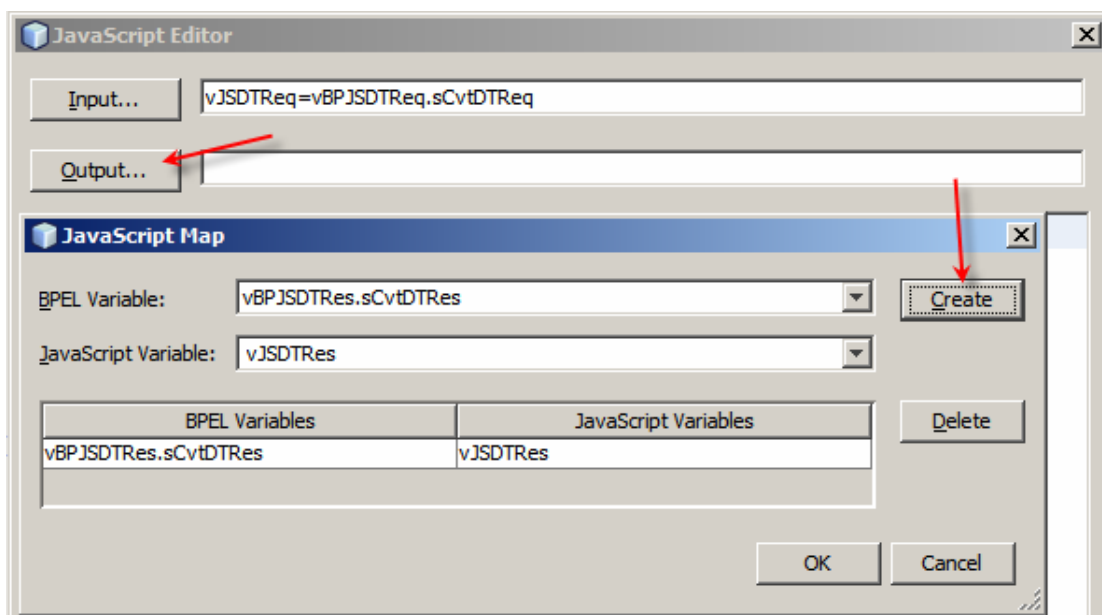 JavaScript Editor
Input... vJSDTReq=vBPJSDTReq.sCvtDTReq
Output...
JavaScript Map
BPEL Variable: vBPJSDTRes.sCvtDTRes Create
JavaScript Variable: vJSDTRes
BPEL Variables JavaScript Variables Delete
vBPJSDTRes.sCvtDTRes vJSDTRes
OK Cancel